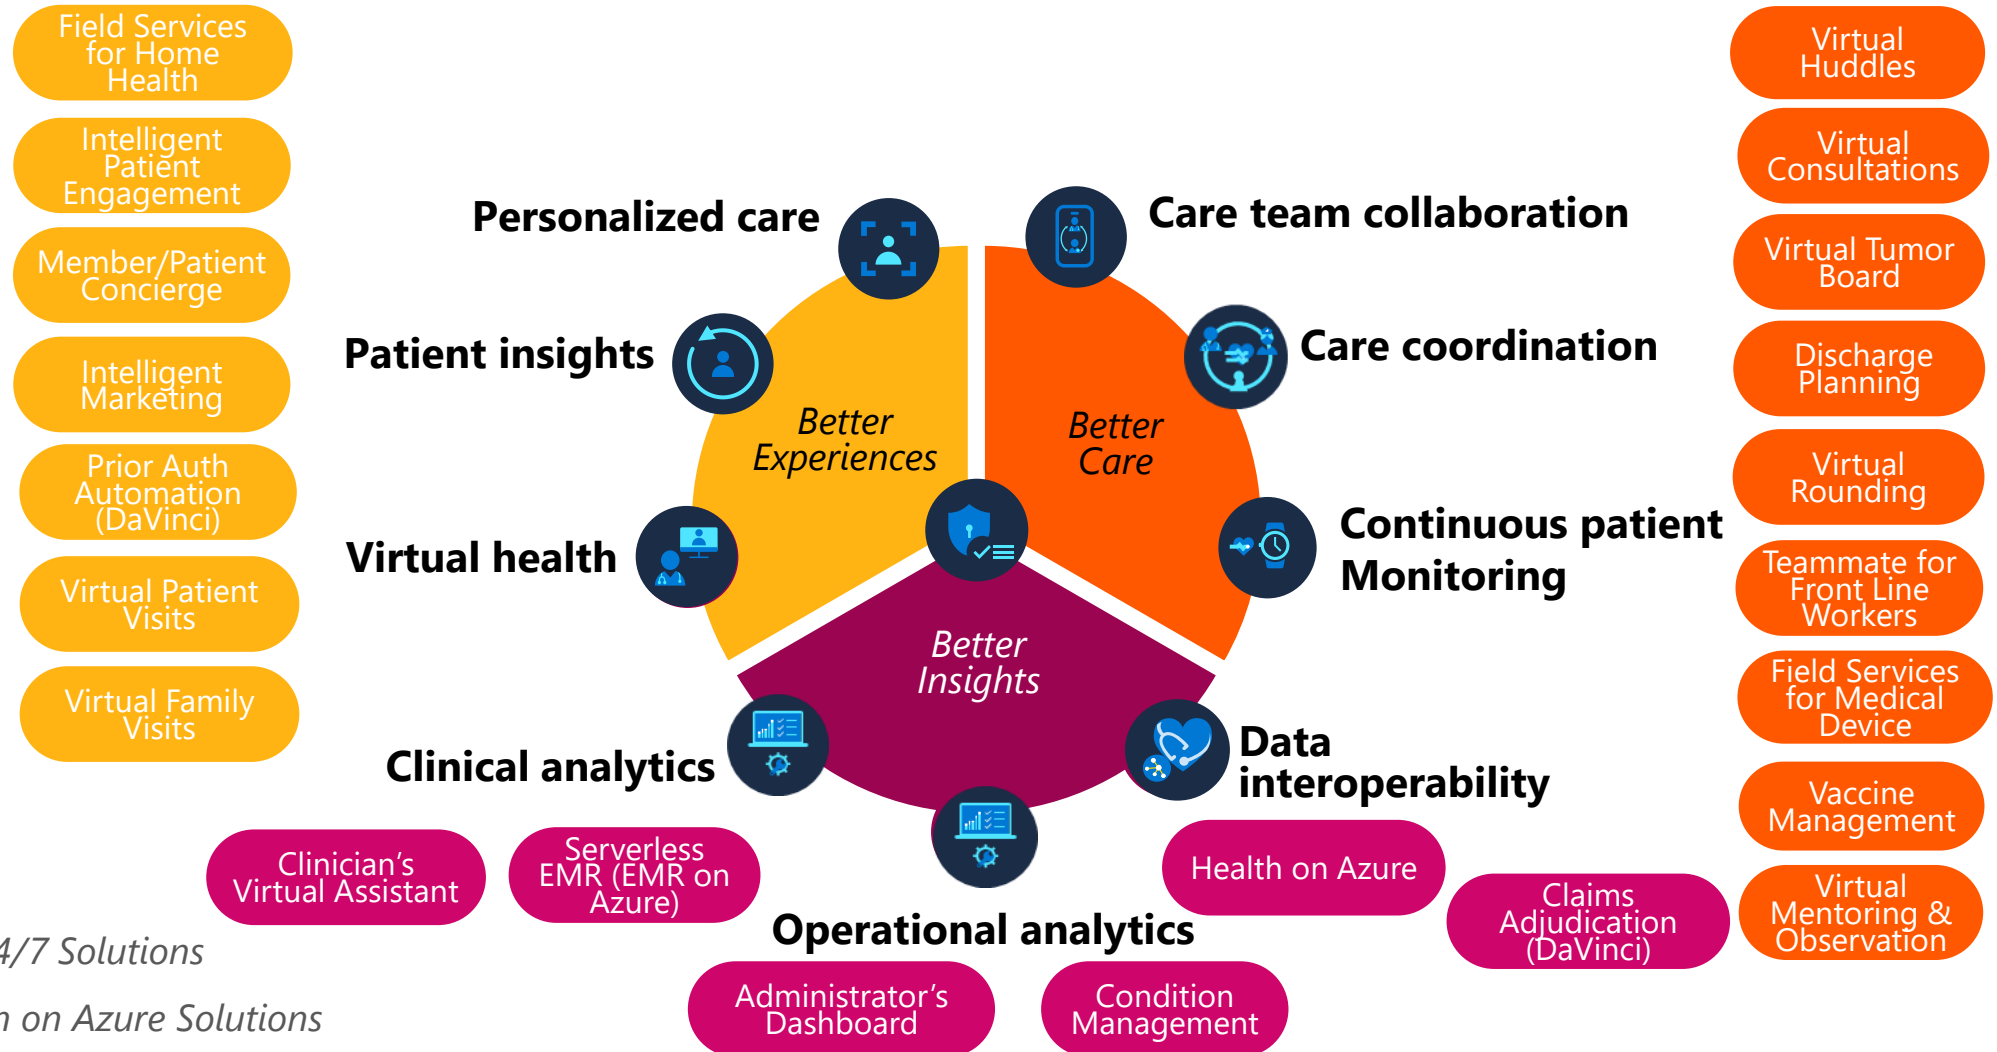 Field Services
for Home
Health
Intelligent
Patient
Engagement
Member/Patient
Concierge
Intelligent
Marketing
Prior Auth
Automation
(DaVinci)
Virtual Patient
Visits
Virtual Family
Visits
Personalized care
Patient insights
Virtual health
Better
Experiences
Care team collaboration
Care coordination
Continuous patient
Monitoring
Better
Care
Better
Insights
Clinical analytics
Data
interoperability
Operational analytics
Clinician’s
Virtual Assistant
Serverless
EMR (EMR on
Azure)
Health on Azure
Claims
Adjudication
(DaVinci)
Administrator’s
Dashboard
Condition
Management
Virtual
Huddles
Virtual
Consultations
Virtual Tumor
Board
Discharge
Planning
Virtual
Rounding
Teammate for
Front Line
Workers
Field Services
for Medical
Device
Vaccine
Management
Virtual
Mentoring &
Observation
4/7 Solutions
on Azure Solutions